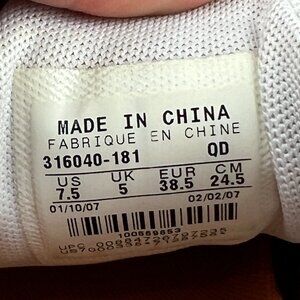 MADE IN CHINA
FABRIQUE EN CHINE
316040-181 QD
US UK EUR CM
7.5 5 38.5 24.5
01/10/07 02/02/07
UPC